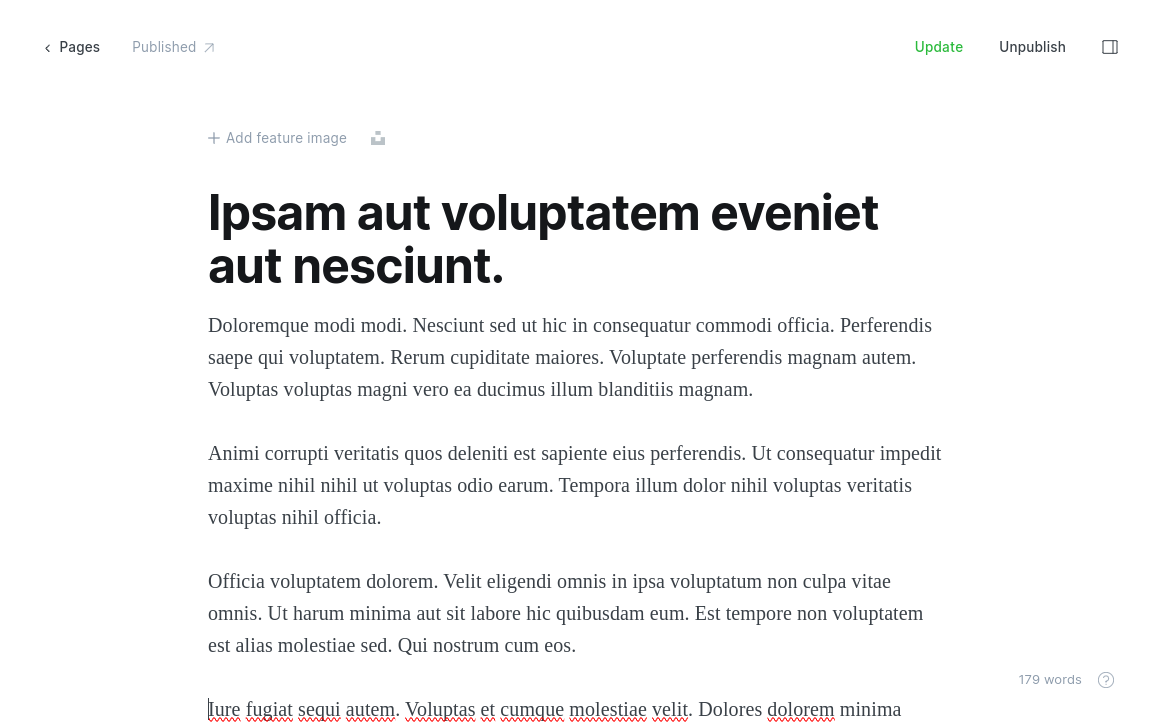 Pages
Published
Update
Unpublish
Add feature image
Ipsam aut voluptatem eveniet
aut nesciunt.
Doloremque modi modi. Nesciunt sed ut hic in consequatur commodi officia. Perferendis
saepe qui voluptatem. Rerum cupiditate maiores. Voluptate perferendis magnam autem.
Voluptas voluptas magni vero ea ducimus illum blanditiis magnam.
Animi corrupti veritatis quos deleniti est sapiente eius perferendis. Ut consequatur impedit
maxime nihil nihil ut voluptas odio earum. Tempora illum dolor nihil voluptas veritatis
voluptas nihil officia.
Officia voluptatem dolorem. Velit eligendi omnis in ipsa voluptatum non culpa vitae
omnis. Ut harum minima aut sit labore hic quibusdam eum. Est tempore non voluptatem
est alias molestiae sed. Qui nostrum cum eos.
179 words
Iure fugiat sequi autem. Voluptas et cumque molestiae velit. Dolores dolorem minima